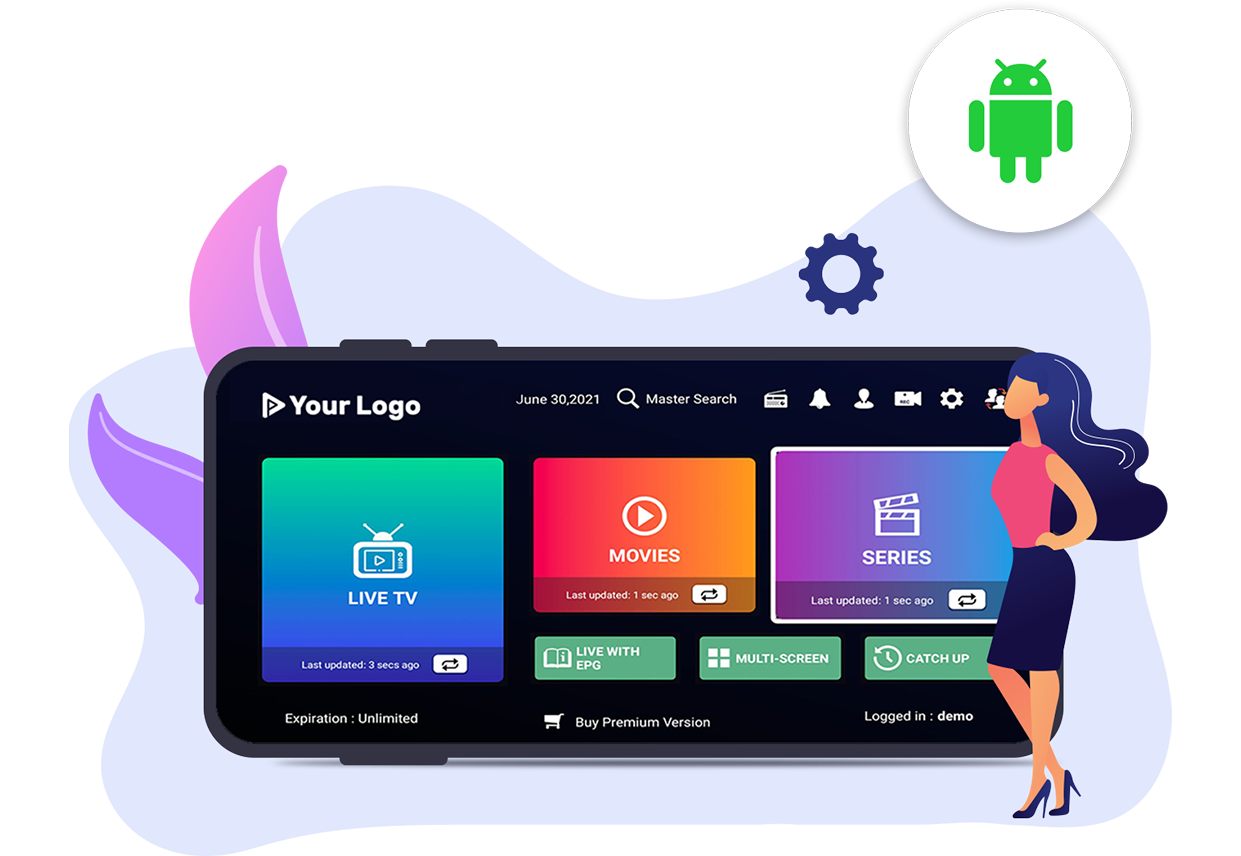 Your Logo
June 30,2021
Master Search
REC
LIVE TV
Last updated: 3 secs ago
MOVIES
Last updated: 1 sec ago
SERIES
Last updated: 1 sec ago
LIVE WITH
EPG
MULTI-SCREEN
CATCH UP
Expiration : Unlimited
Buy Premium Version
Logged in : demo